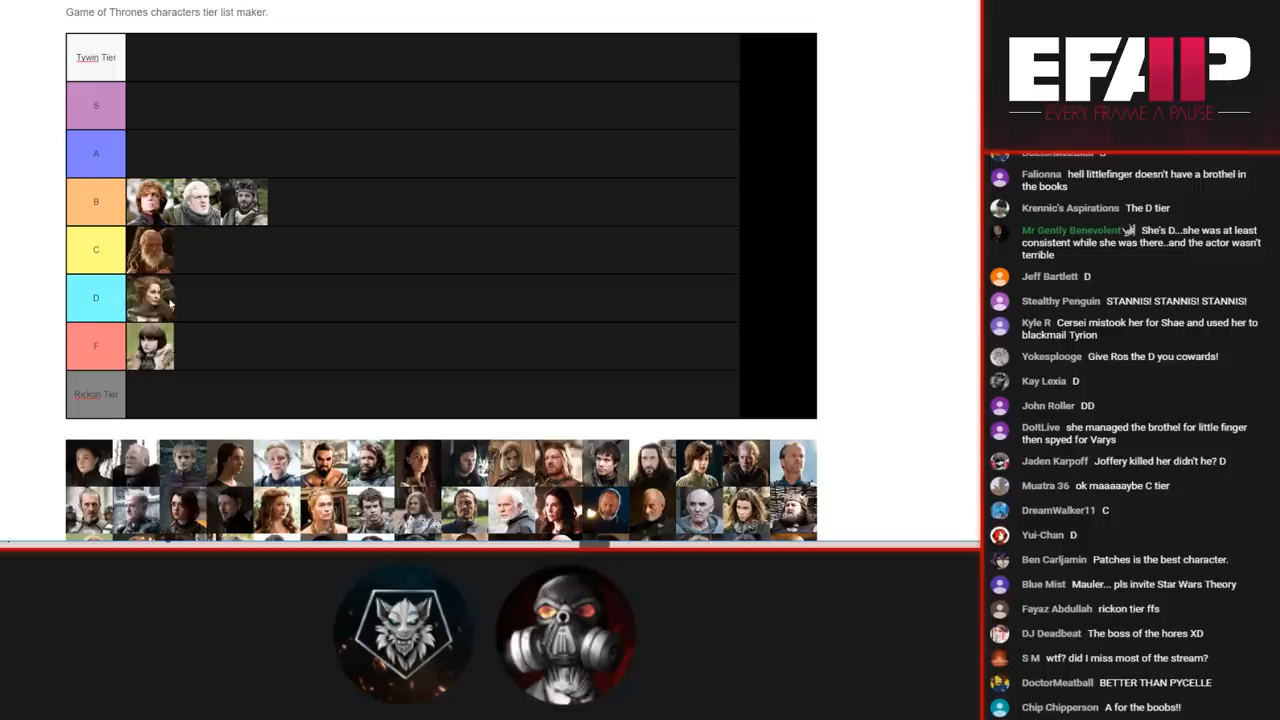 Game of Thrones characters tier list maker.
Tywin Tier
S
A
B
C
D
F
Rickon Tier
EFAP
EVERY FRAME A PAUSE
Falionna hell littlefinger doesn't have a brothel in
the books
Krennic's Aspirations The D tier
Mr Gently Benevolent She's D...she was at least
consistent while she was there..and the actor wasn't
terrible
Jeff Bartlett D
Stealthy Penguin STANNIS! STANNIS! STANNIS!
Kyle R Cersei mistook her for Shae and used her to
blackmail Tyrion
Yokesplooge Give Ros the D you cowards!
Kay Lexia D
John Roller DD
DoItLive she managed the brothel for little finger
then spyed for Varys
Jaden Karpoff Joffery killed her didn't he? D
Muatra 36 ok maaaaaybe C tier
DreamWalker11 C
Yui-Chan D
Ben Carljamin Patches is the best character.
Blue Mist Mauler... pls invite Star Wars Theory
Fayaz Abdullah rickon tier ffs
DJ Deadbeat The boss of the hores XD
S M wtf? did I miss most of the stream?
DoctorMeatball BETTER THAN PYCELLE
Chip Chipperson A for the boobs!!